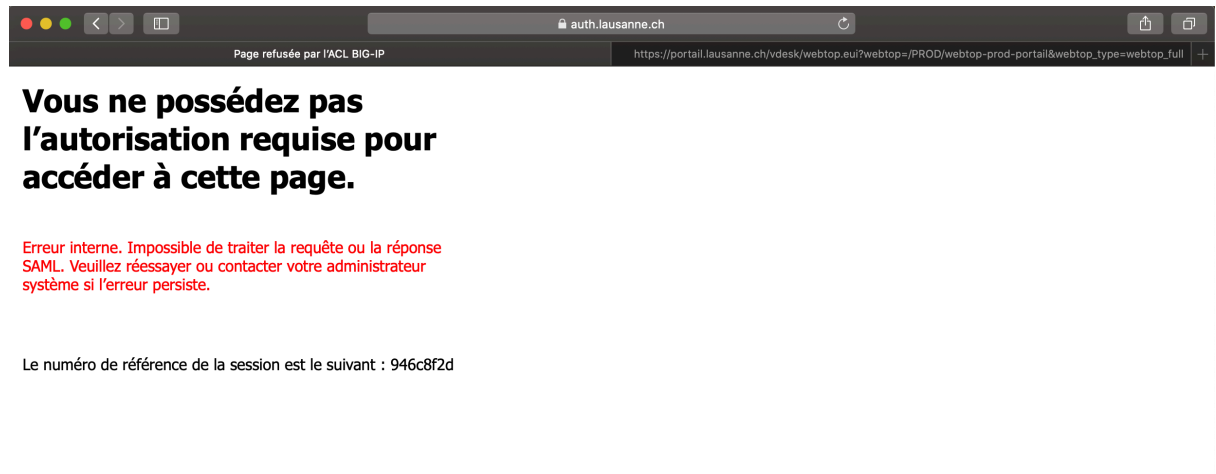 auth.lausanne.ch
Page refusée par l’ACL BIG-IP
https://portail.lausanne.ch/vdesk/webtop.eui?webtop=/PROD/webtop-prod-portail&webtop_type=webtop_full
Vous ne possédez pas
l’autorisation requise pour
accéder à cette page.
Erreur interne. Impossible de traiter la requête ou la réponse
SAML. Veuillez réessayer ou contacter votre administrateur
système si l’erreur persiste.
Le numéro de référence de la session est le suivant : 946c8f2d